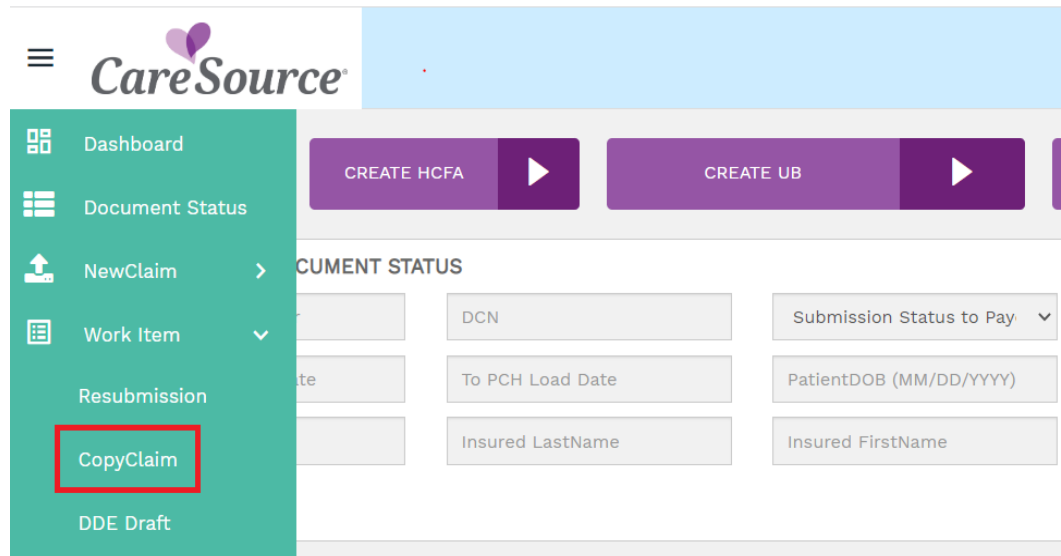 CareSource®
Dashboard
Document Status
NewClaim
Work Item
Resubmission
CopyClaim
DDE Draft
CREATE HCFA
CREATE UB
CUMENT STATUS
DCN
Submission Status to Pay
te
To PCH Load Date
PatientDOB (MM/DD/YYYY)
Insured LastName
Insured FirstName